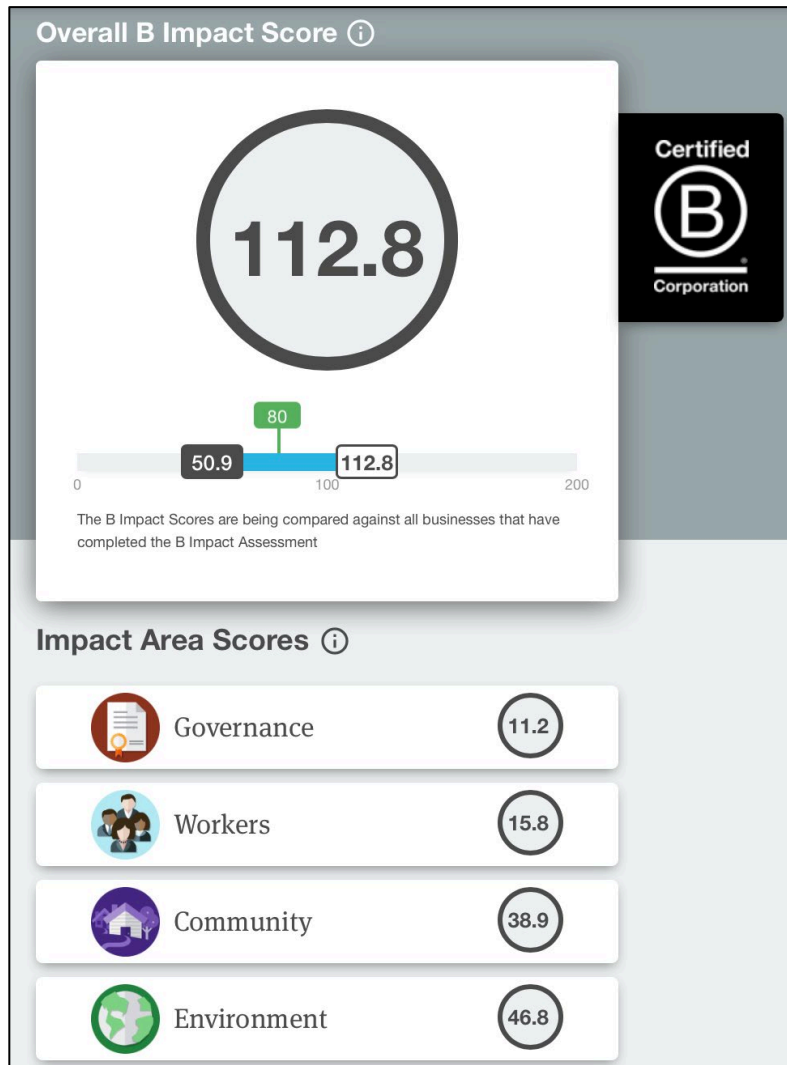 Overall B Impact Score
112.8
Certified
B
Corporation
80
50.9
112.8
0
100
200
The B Impact Scores are being compared against all businesses that have
completed the B Impact Assessment
Impact Area Scores
Governance
11.2
Workers
15.8
Community
38.9
Environment
46.8